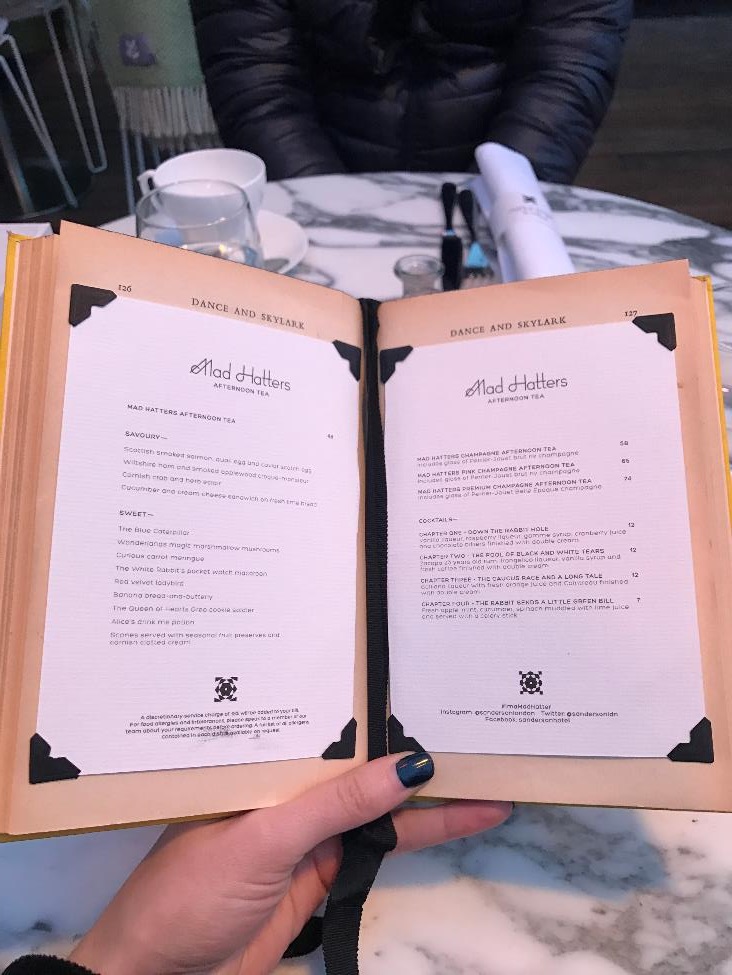 126
DANCE AND SKYLARK
Mad Hatters
AFTERNOON TEA
MAD HATTERS AFTERNOON TEA
48
SAVOURY—
Scottish smoked salmon, quail egg and caviar scotch egg
Wiltshire ham and smoked applewood croque-monsieur
Cornish crab and herb éclair
Cucumber and cream cheese sandwich on fresh lime bread
SWEET—
The Blue Caterpillar
Wonderland's magic marshmallow mushrooms
Curious carrot meringue
The White Rabbit's pocket watch macaroon
Red velvet ladybird
Banana bread-and-buttery
The Queen of Hearts Oreo cookie soldier
Alice's drink me potion
Scones served with seasonal fruit preserves and
cornish clotted cream
A discretionary service charge of will be added to your bill.
For food allergies and intolerances, please speak to a member of our
team about your requirements before ordering. A full list of all allergens
contained in each dish is available on request.
127
DANCE AND SKYLARK
Mad Hatters
AFTERNOON TEA
MAD HATTERS CHAMPAGNE AFTERNOON TEA 58
Includes glass of Perrier-Jouët Brut nv champagne
MAD HATTERS PINK CHAMPAGNE AFTERNOON TEA 65
Includes glass of Perrier-Jouët Brut nv champagne
MAD HATTERS PREMIUM CHAMPAGNE AFTERNOON TEA 74
Includes glass of Perrier-Jouët Belle Epoque champagne
COCKTAILS—
CHAPTER ONE - DOWN THE RABBIT HOLE 12
Vanilla liqueur, raspberry liqueur, gomme syrup, cranberry juice
and chocolate bitters finished with double cream
CHAPTER TWO - THE POOL OF BLACK AND WHITE TEARS 12
Zacapa 23 years old rum, frangelico liqueur, vanilla syrup and
fresh cotton finished with double cream
CHAPTER THREE - THE CAUCUS RACE AND A LONG TALE 12
Galliano liqueur with fresh orange juice and Cointreau finished
with double cream
CHAPTER FOUR - THE RABBIT SENDS A LITTLE GREEN BILL 7
Fresh apple, mint, cucumber, spinach muddled with lime juice
and served with a celery stick
#ImaMadHatter
Instagram @sandersonlondon Twitter @sandersonldn
Facebook sandersonhotel